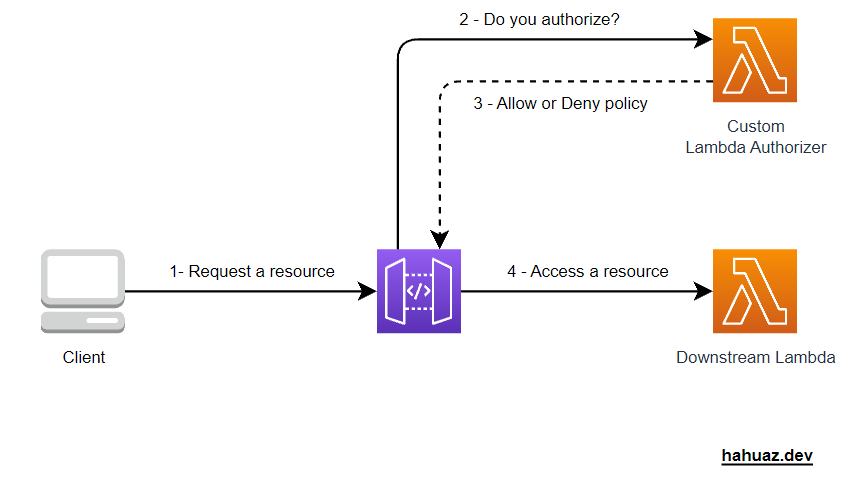 2 - Do you authorize?
3 - Allow or Deny policy
Custom
Lambda Authorizer
1- Request a resource
</>
4 - Access a resource
Client
Downstream Lambda
hahuaz.dev